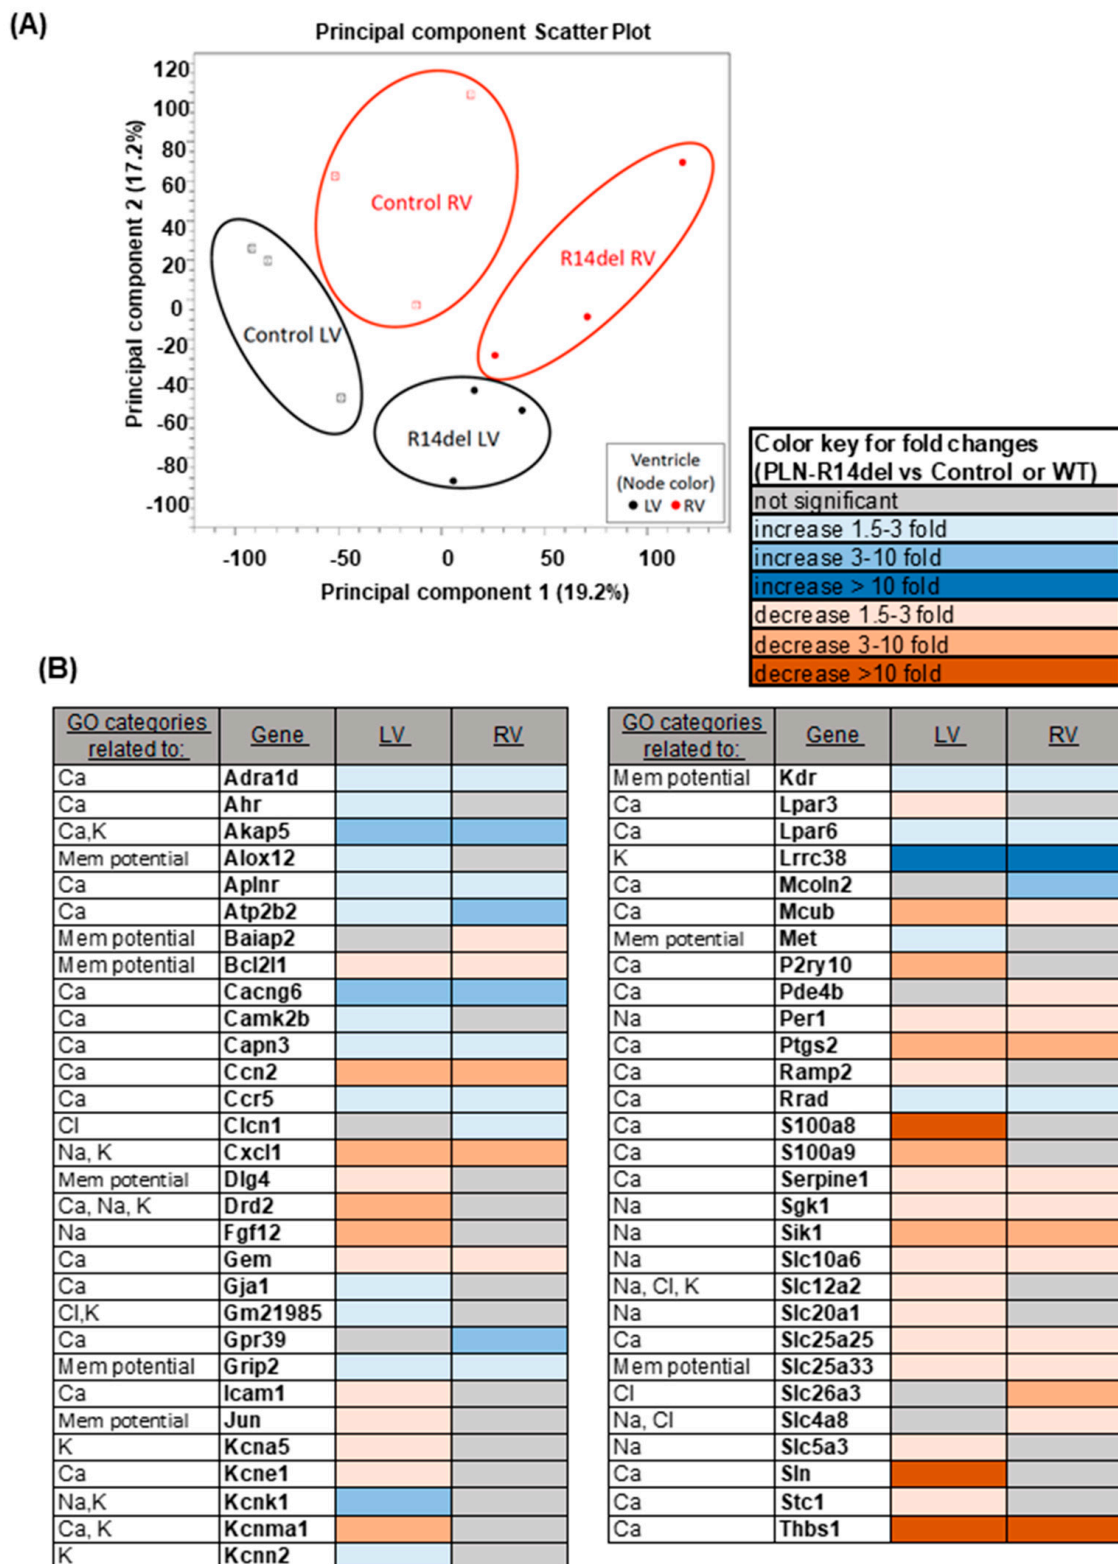 (A)
Principal component Scatter Plot
Principal component 2 (17.2%)
120
100
80
60
40
20
0
-20
-40
-60
-80
-100
Control RV
R14del RV
Control LV
R14del LV
Ventricle
(Node color)
LV RV
-100 -50 0 50 100
Principal component 1 (19.2%)
Color key for fold changes
(PLN-R14del vs Control or WT)
not significant
increase 1.5-3 fold
increase 3-10 fold
increase > 10 fold
decrease 1.5-3 fold
decrease 3-10 fold
decrease >10 fold
(B)
GO categories related to: Gene LV RV
Ca Adra1d
Ca Ahr
Ca,K Akap5
Mem potential Alox12
Ca Aplnr
Ca Atp2b2
Mem potential Baiap2
Mem potential Bcl2l1
Ca Cacng6
Ca Camk2b
Ca Capn3
Ca Ccn2
Ca Ccr5
Cl Clcn1
Na, K Cxcl1
Mem potential Dlg4
Ca, Na, K Drd2
Na Fgf12
Ca Gem
Ca Gja1
Cl,K Gm21985
Ca Gpr39
Mem potential Grip2
Ca Icam1
Mem potential Jun
K Kcna5
Ca Kcne1
Na,K Kcnk1
Ca, K Kcnma1
K Kcnn2
GO categories related to: Gene LV RV
Mem potential Kdr
Ca Lpar3
Ca Lpar6
K Lrrc38
Ca Mcoln2
Ca Mcub
Mem potential Met
Ca P2ry10
Ca Pde4b
Na Per1
Ca Ptgs2
Ca Ramp2
Ca Rrad
Ca S100a8
Ca S100a9
Ca Serpine1
Na Sgk1
Na Sik1
Na Slc10a6
Na, Cl, K Slc12a2
Na Slc20a1
Ca Slc25a25
Mem potential Slc25a33
Cl Slc26a3
Na, Cl Slc4a8
Na Slc5a3
Ca Sln
Ca Stc1
Ca Thbs1